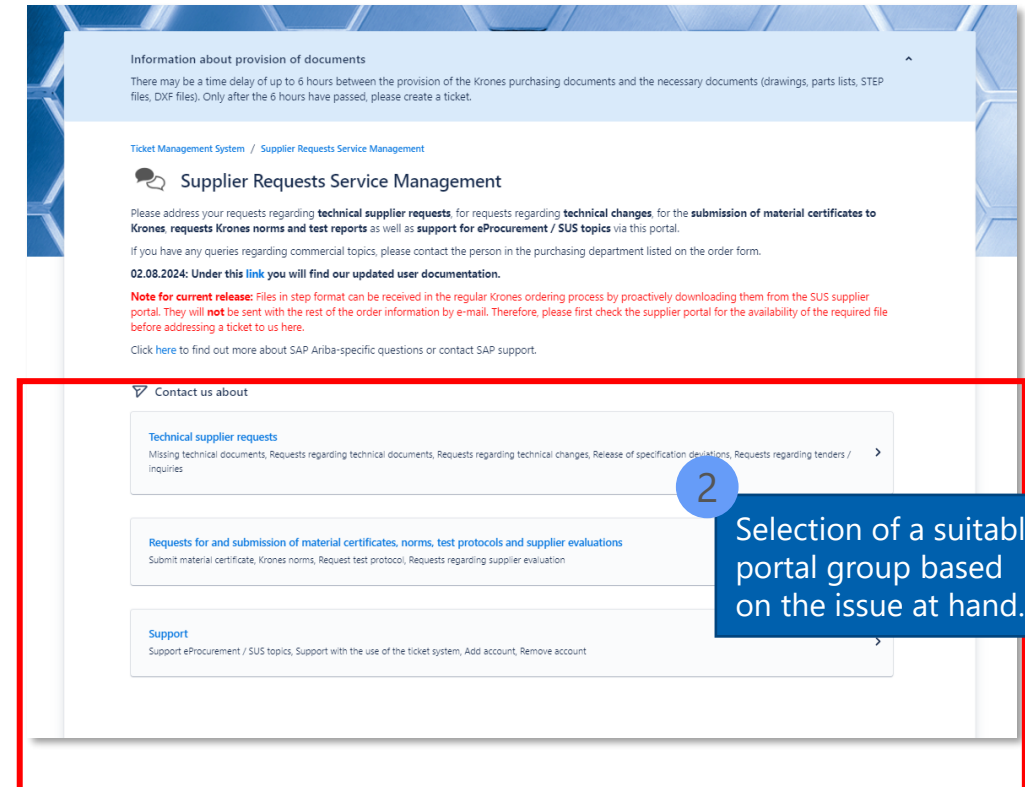 Information about provision of documents
There may be a time delay of up to 6 hours between the provision of the Krones purchasing documents and the necessary documents (drawings, parts lists, STEP
files, DXF files). Only after the 6 hours have passed, please create a ticket.
Ticket Management System / Supplier Requests Service Management
Supplier Requests Service Management
Please address your requests regarding technical supplier requests, for requests regarding technical changes, for the submission of material certificates to
Krones, requests Krones norms and test reports as well as support for eProcurement / SUS topics via this portal.
If you have any queries regarding commercial topics, please contact the person in the purchasing department listed on the order form.
02.08.2024: Under this link you will find our updated user documentation.
Note for current release: Files in step format can be received in the regular Krones ordering process by proactively downloading them from the SUS supplier
portal. They will not be sent with the rest of the order information by e-mail. Therefore, please first check the supplier portal for the availability of the required file
before addressing a ticket to us here.
Click here to find out more about SAP Ariba-specific questions or contact SAP support.
Contact us about
Technical supplier requests
Missing technical documents, Requests regarding technical documents, Requests regarding technical changes, Release of specification deviations, Requests regarding tenders /
inquiries
2
Selection of a suitabl
portal group based
on the issue at hand.
Requests for and submission of material certificates, norms, test protocols and supplier evaluations
Submit material certificate, Krones norms, Request test protocol, Requests regarding supplier evaluation
Support
Support eProcurement / SUS topics, Support with the use of the ticket system, Add account, Remove account